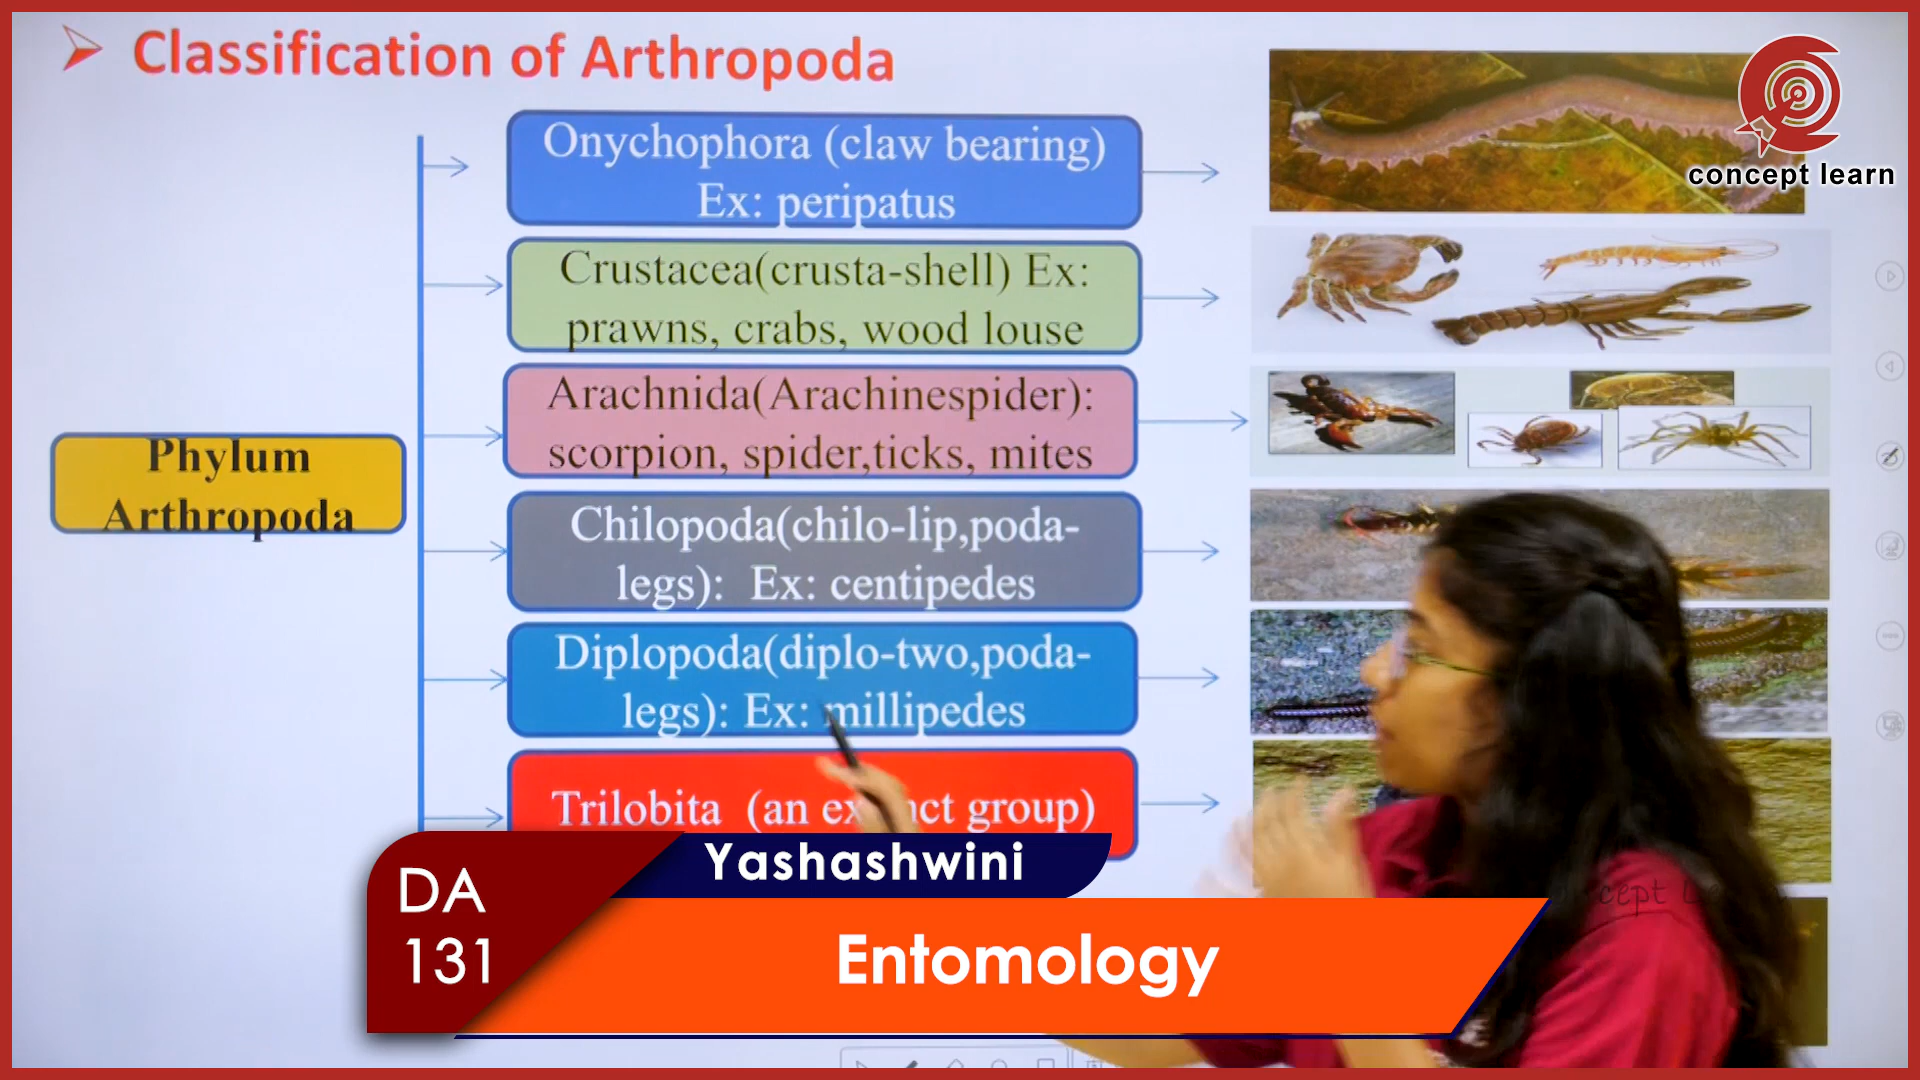 Classification of Arthropoda
concept learn
Onychophora (claw bearing)
Ex: peripatus
Crustacea(crusta-shell) Ex:
prawns, crabs, wood louse
Arachnida(Arachinespider):
scorpion, spider,ticks, mites
Phylum
Arthropoda
Chilopoda(chilo-lip,poda-
legs): Ex: centipedes
Diplopoda(diplo-two,poda-
legs): Ex: millipedes
Trilobita (an group)
Yashashwini
DA
131
Entomology